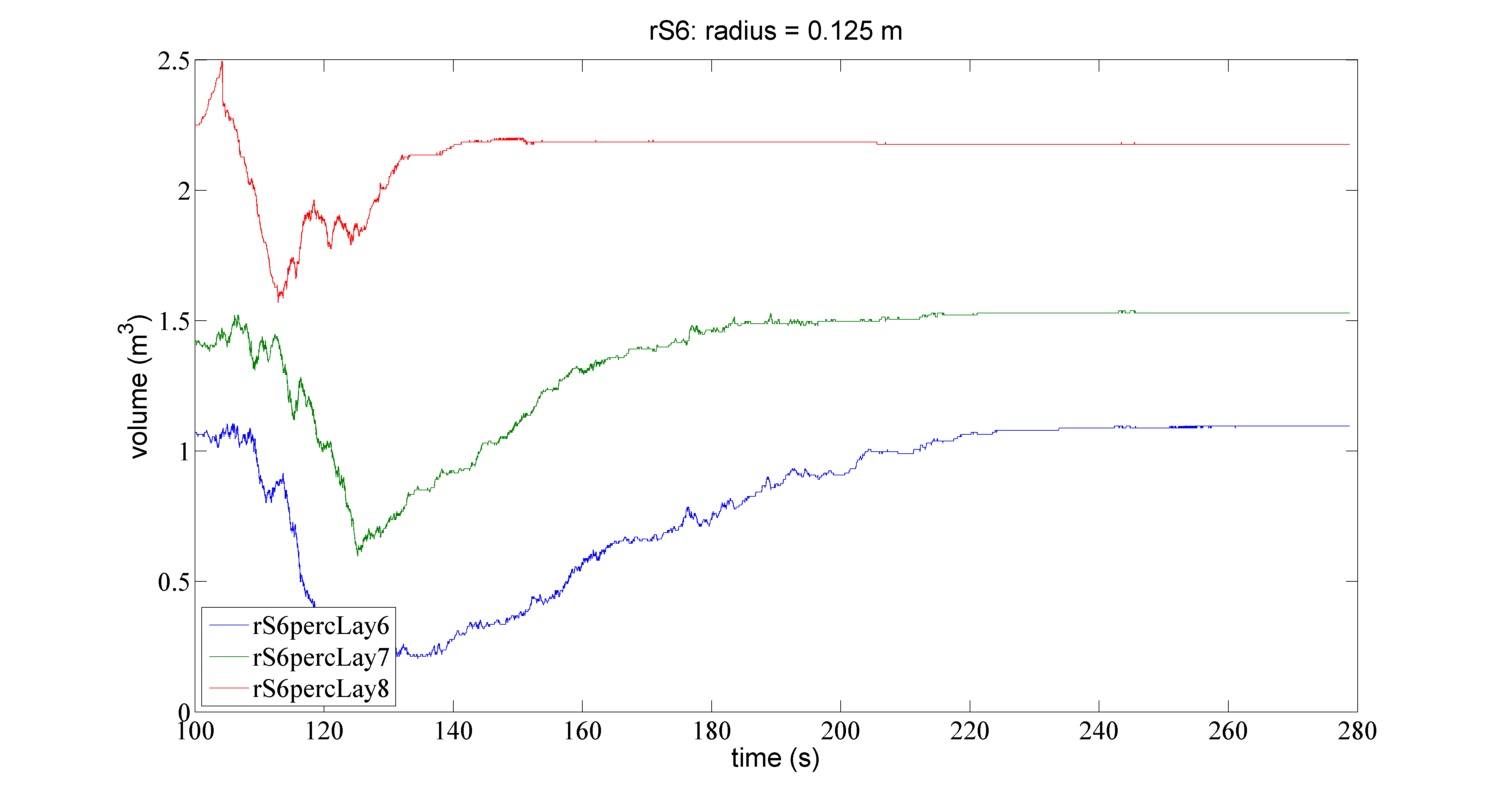 rS6: radius = 0.125 m
2.5
2
1.5
1
0.5
0
volume (m³)
rS6percLay6
rS6percLay7
rS6percLay8
100 120 140 160 180 200 220 240 260 280
time (s)